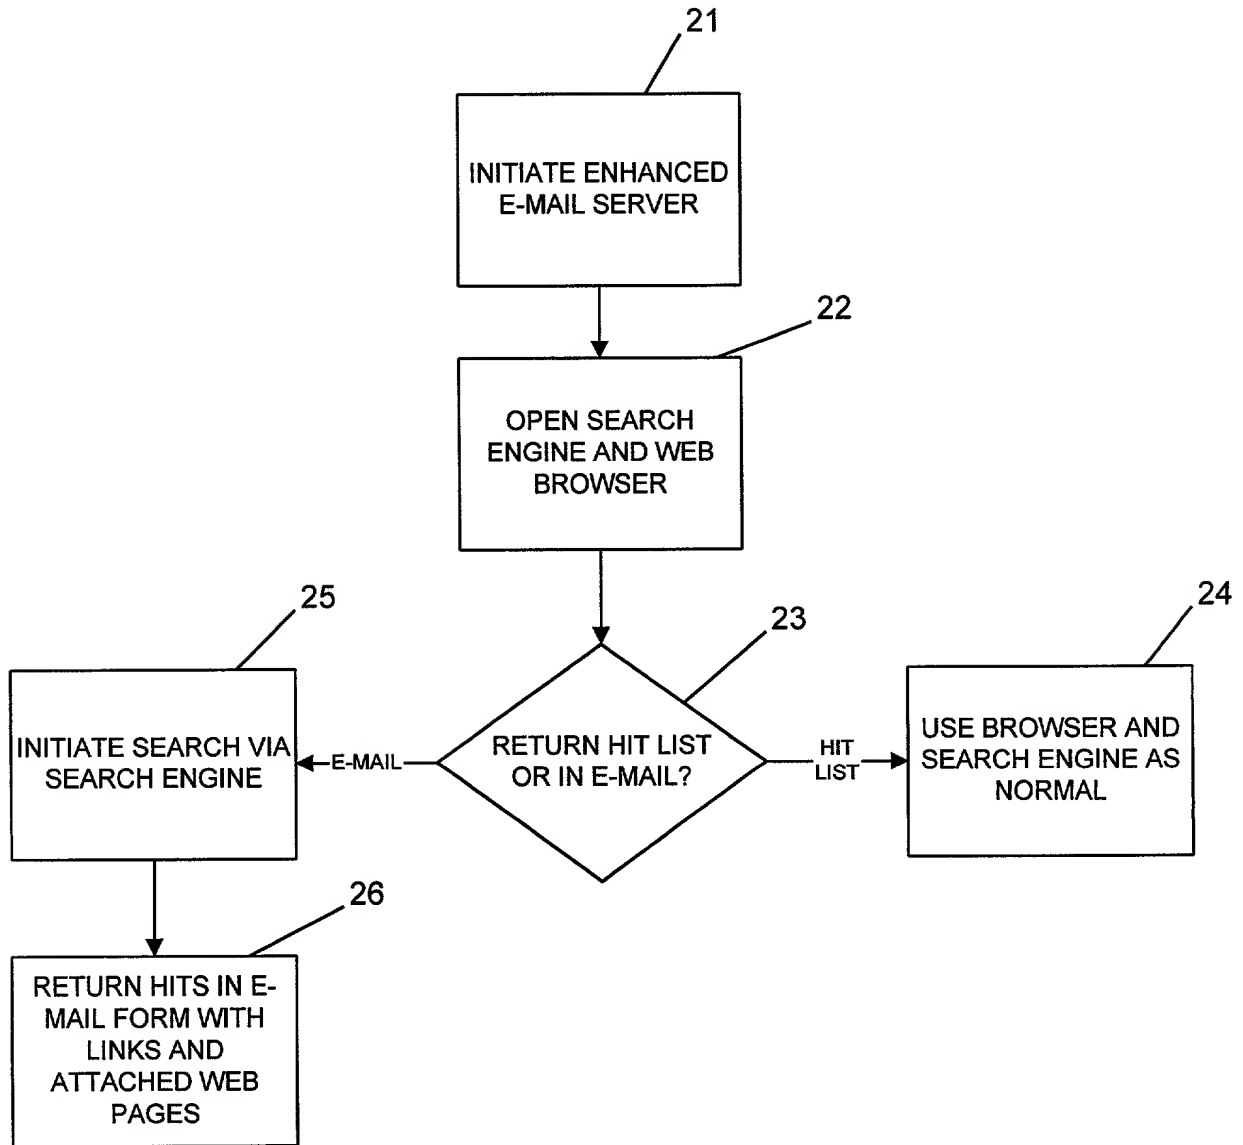 21
INITIATE ENHANCED
E-MAIL SERVER
22
OPEN SEARCH
ENGINE AND WEB
BROWSER
23
RETURN HIT LIST
OR IN E-MAIL?
HIT
LIST
24
USE BROWSER AND
SEARCH ENGINE AS
NORMAL
E-MAIL
25
INITIATE SEARCH VIA
SEARCH ENGINE
26
RETURN HITS IN E-
MAIL FORM WITH
LINKS AND
ATTACHED WEB
PAGES